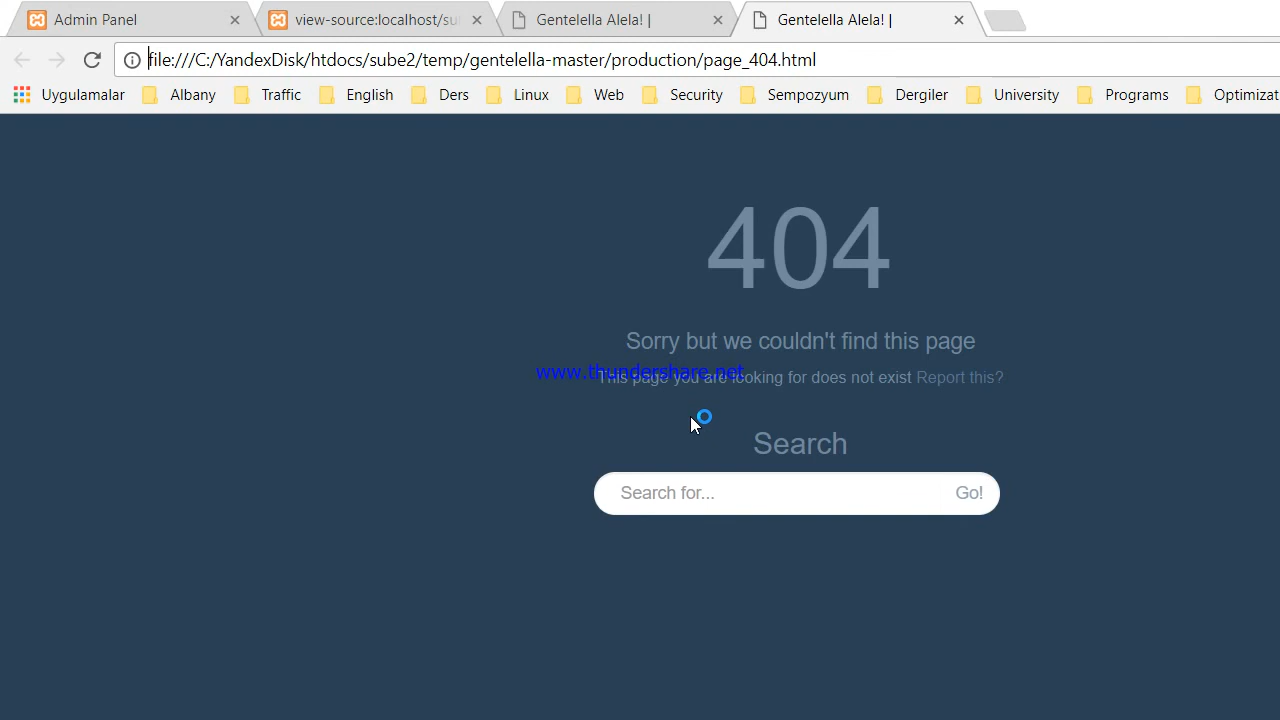 Admin Panel
view-source:localhost/su
Gentelella Alela! |
Gentelella Alela! |
file:///C:/YandexDisk/htdocs/sube2/temp/gentelella-master/production/page_404.html
Uygulamalar Albany Traffic English Ders Linux Web Security Sempozyum Dergiler University Programs Optimizat
404
Sorry but we couldn't find this page
www.thundershare.net
This page you are looking for does not exist Report this?
Search
Search for... Go!